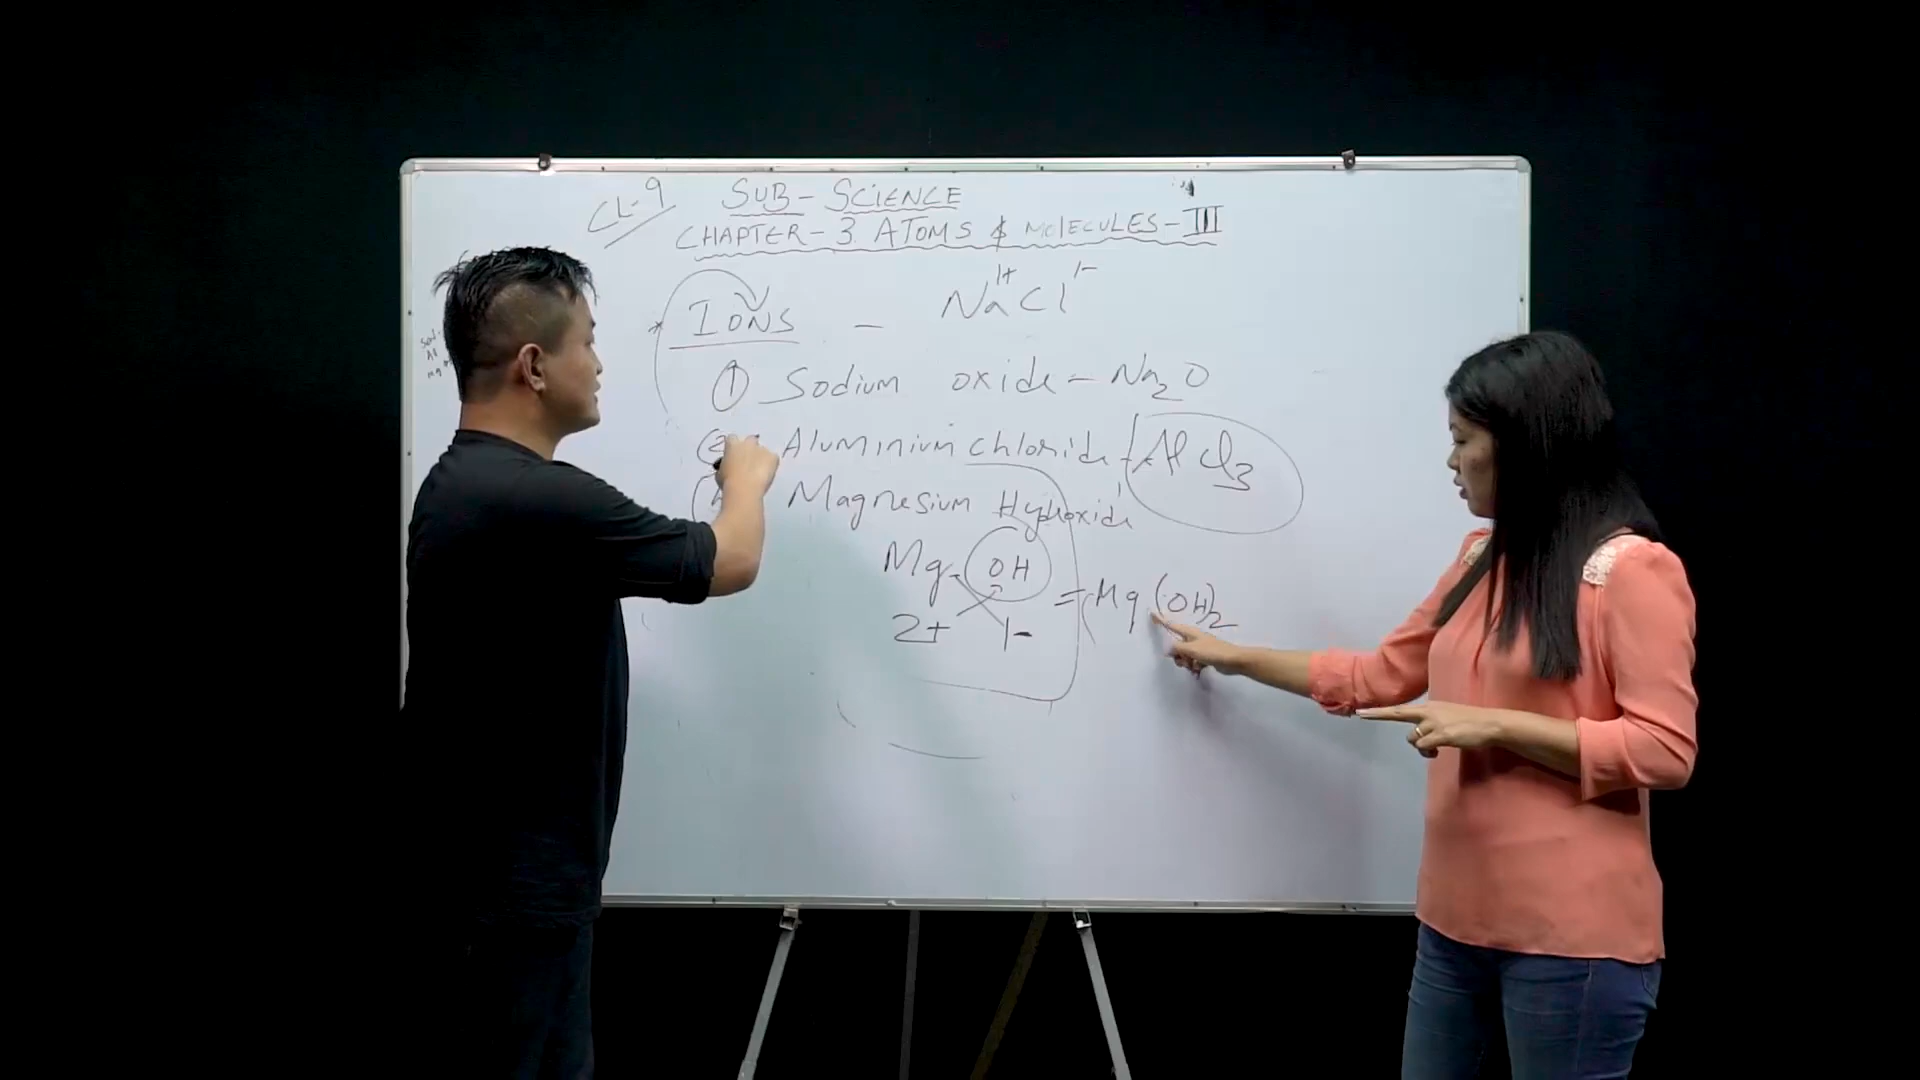 CL-9
SUB-SCIENCE
CHAPTER-3 ATOMS & MOLECULES-III
* IONS - Na¹⁺Cl¹⁻
① Sodium oxide - Na₂O
② Aluminium chloride - AlCl₃
Magnesium Hydroxide
Mg OH
2+ 1-
= Mg(OH)₂